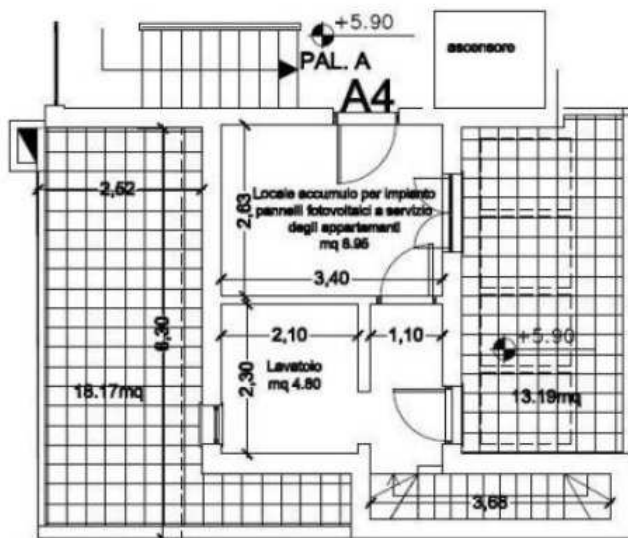 +5.90
ascensore
PAL. A
A4
2,52
Locale accumulo per impianto
pannelli fotovoltaici a servizio
degli appartamenti
mq 8.95
2,63
3,40
2,10
1,10
+5.90
6,30
Lavatoio
mq 4.80
2,30
18.17mq
13.19mq
3,68